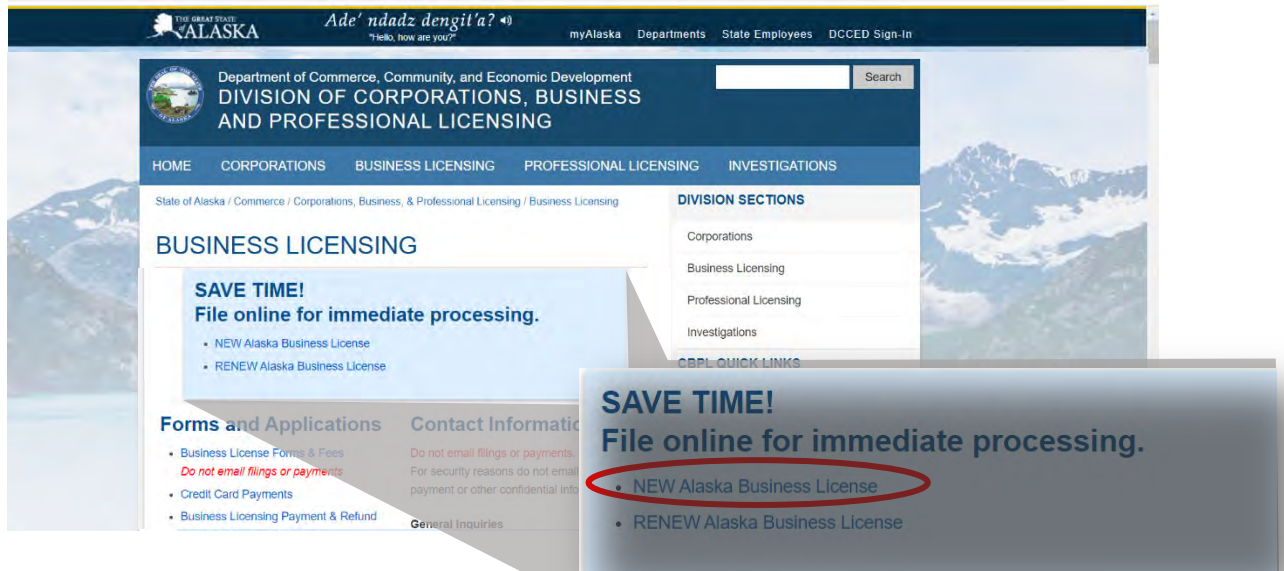 THE GREAT STATE
of ALASKA
Ade' ndadz dengit'a?
"Hello, how are you?"
myAlaska Departments State Employees DCCED Sign-In
Department of Commerce, Community, and Economic Development
DIVISION OF CORPORATIONS, BUSINESS
AND PROFESSIONAL LICENSING
Search
HOME CORPORATIONS BUSINESS LICENSING PROFESSIONAL LICENSING INVESTIGATIONS
State of Alaska / Commerce / Corporations, Business, & Professional Licensing / Business Licensing
BUSINESS LICENSING
SAVE TIME!
File online for immediate processing.
• NEW Alaska Business License
• RENEW Alaska Business License
Forms and Applications
• Business License Forms & Fees
Do not email filings or payments
• Credit Card Payments
• Business Licensing Payment & Refund
Contact Informatio
Do not email filings or payments.
For security reasons do not email
payment or other confidential info
General Inquiries
DIVISION SECTIONS
Corporations
Business Licensing
Professional Licensing
Investigations
CBPL QUICK LINKS
SAVE TIME!
File online for immediate processing.
• NEW Alaska Business License
• RENEW Alaska Business License